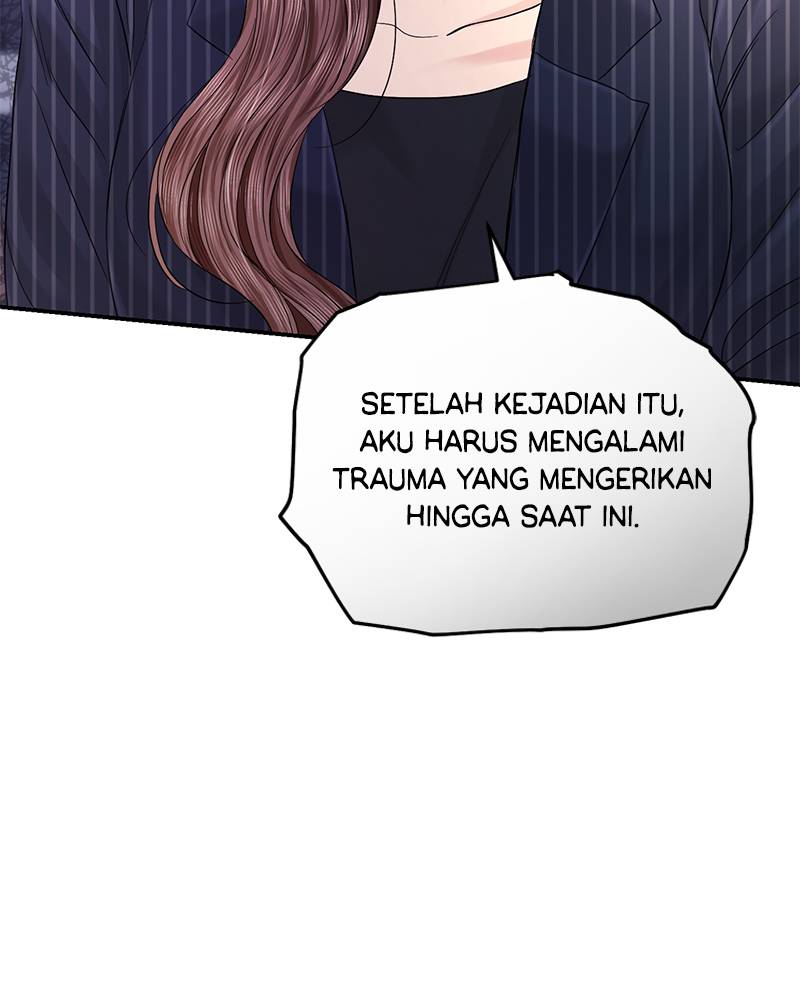 SETELAH KEJADIAN ITU,
AKU HARUS MENGALAMI
TRAUMA YANG MENGERIKAN
HINGGA SAAT INI.